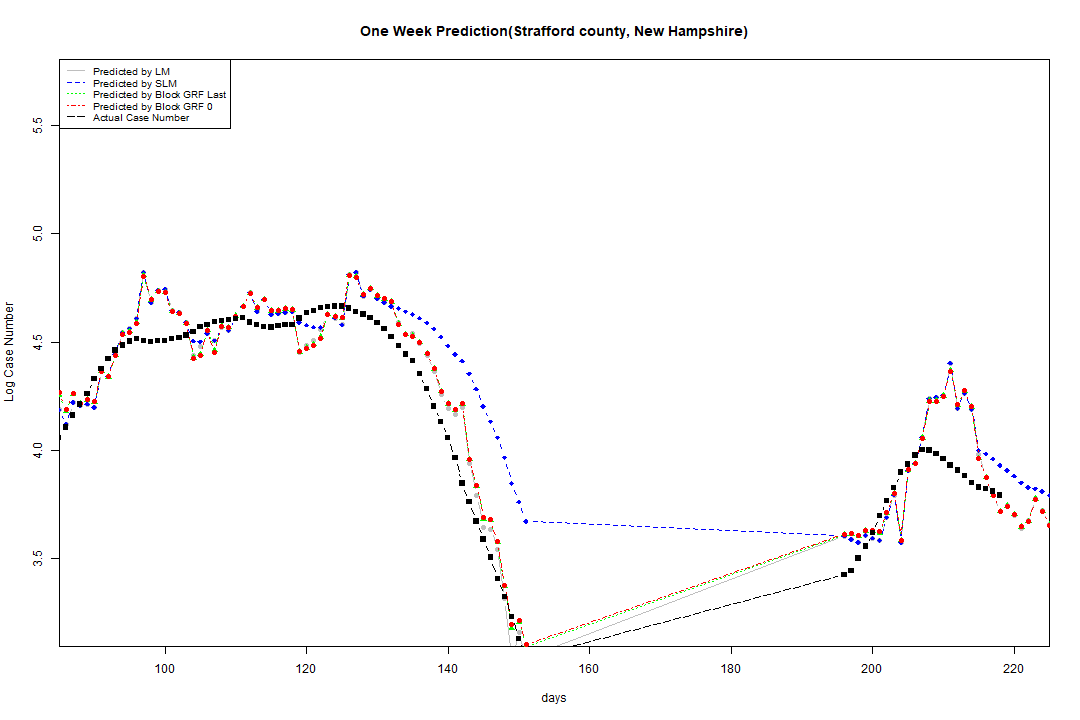 One Week Prediction(Strafford county, New Hampshire)
Predicted by LM
Predicted by SLM
Predicted by Block GRF Last
Predicted by Block GRF 0
Actual Case Number
5.5
5.0
4.5
4.0
3.5
Log Case Number
100 120 140 160 180 200 220
days